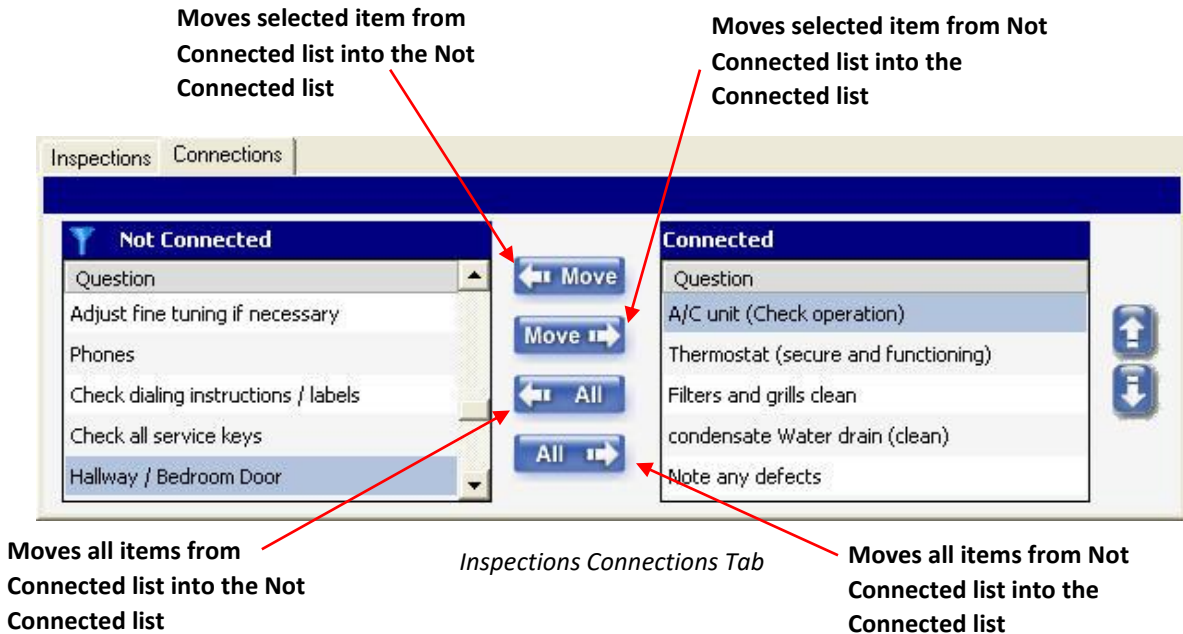 Moves selected item from
Connected list into the Not
Connected list
Moves selected item from Not
Connected list into the
Connected list
Inspections
Connections
Not Connected
Question
Adjust fine tuning if necessary
Phones
Check dialing instructions / labels
Check all service keys
Hallway / Bedroom Door
Move
Move
All
All
Connected
Question
A/C unit (Check operation)
Thermostat (secure and functioning)
Filters and grills clean
condensate Water drain (clean)
Note any defects
Moves all items from
Connected list into the Not
Connected list
Inspections Connections Tab
Moves all items from Not
Connected list into the
Connected list